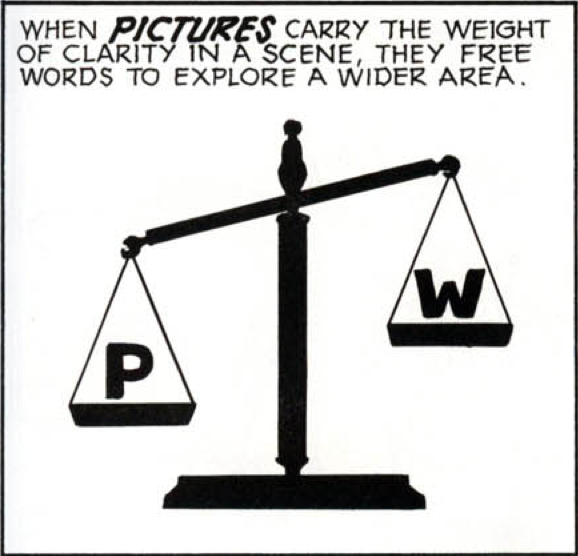 WHEN PICTURES CARRY THE WEIGHT
OF CLARITY IN A SCENE, THEY FREE
WORDS TO EXPLORE A WIDER AREA.
W
P